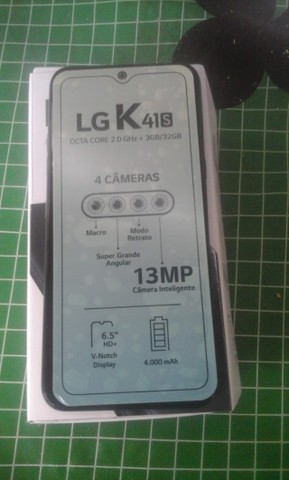 LG K41S
OCTA CORE 2.0 GHz + 3GB/32GB
4 CÂMERAS
Macro
Modo
Retrato
Super Grande
Angular
13MP
Câmera Inteligente
6.5"
HD+
V-Notch
Display
4.000 mAh